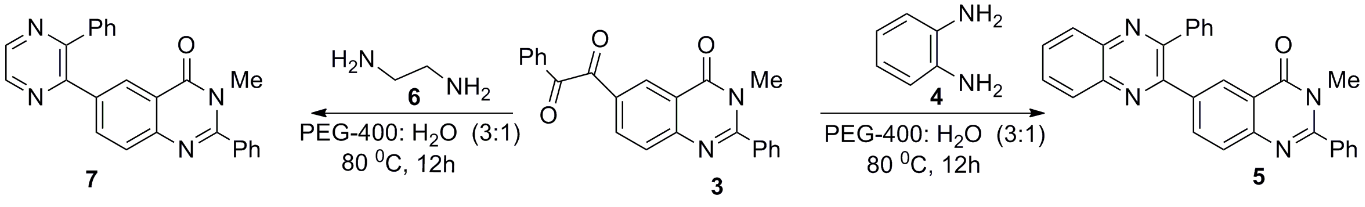 N
Ph
O
N
Me
N
N
Ph
7
H2N
NH2
6
PEG-400: H2O (3:1)
80 0C, 12h
Ph
O
O
O
N
Me
N
Ph
3
NH2
NH2
4
PEG-400: H2O (3:1)
80 0C, 12h
N
Ph
O
N
Me
N
N
Ph
5